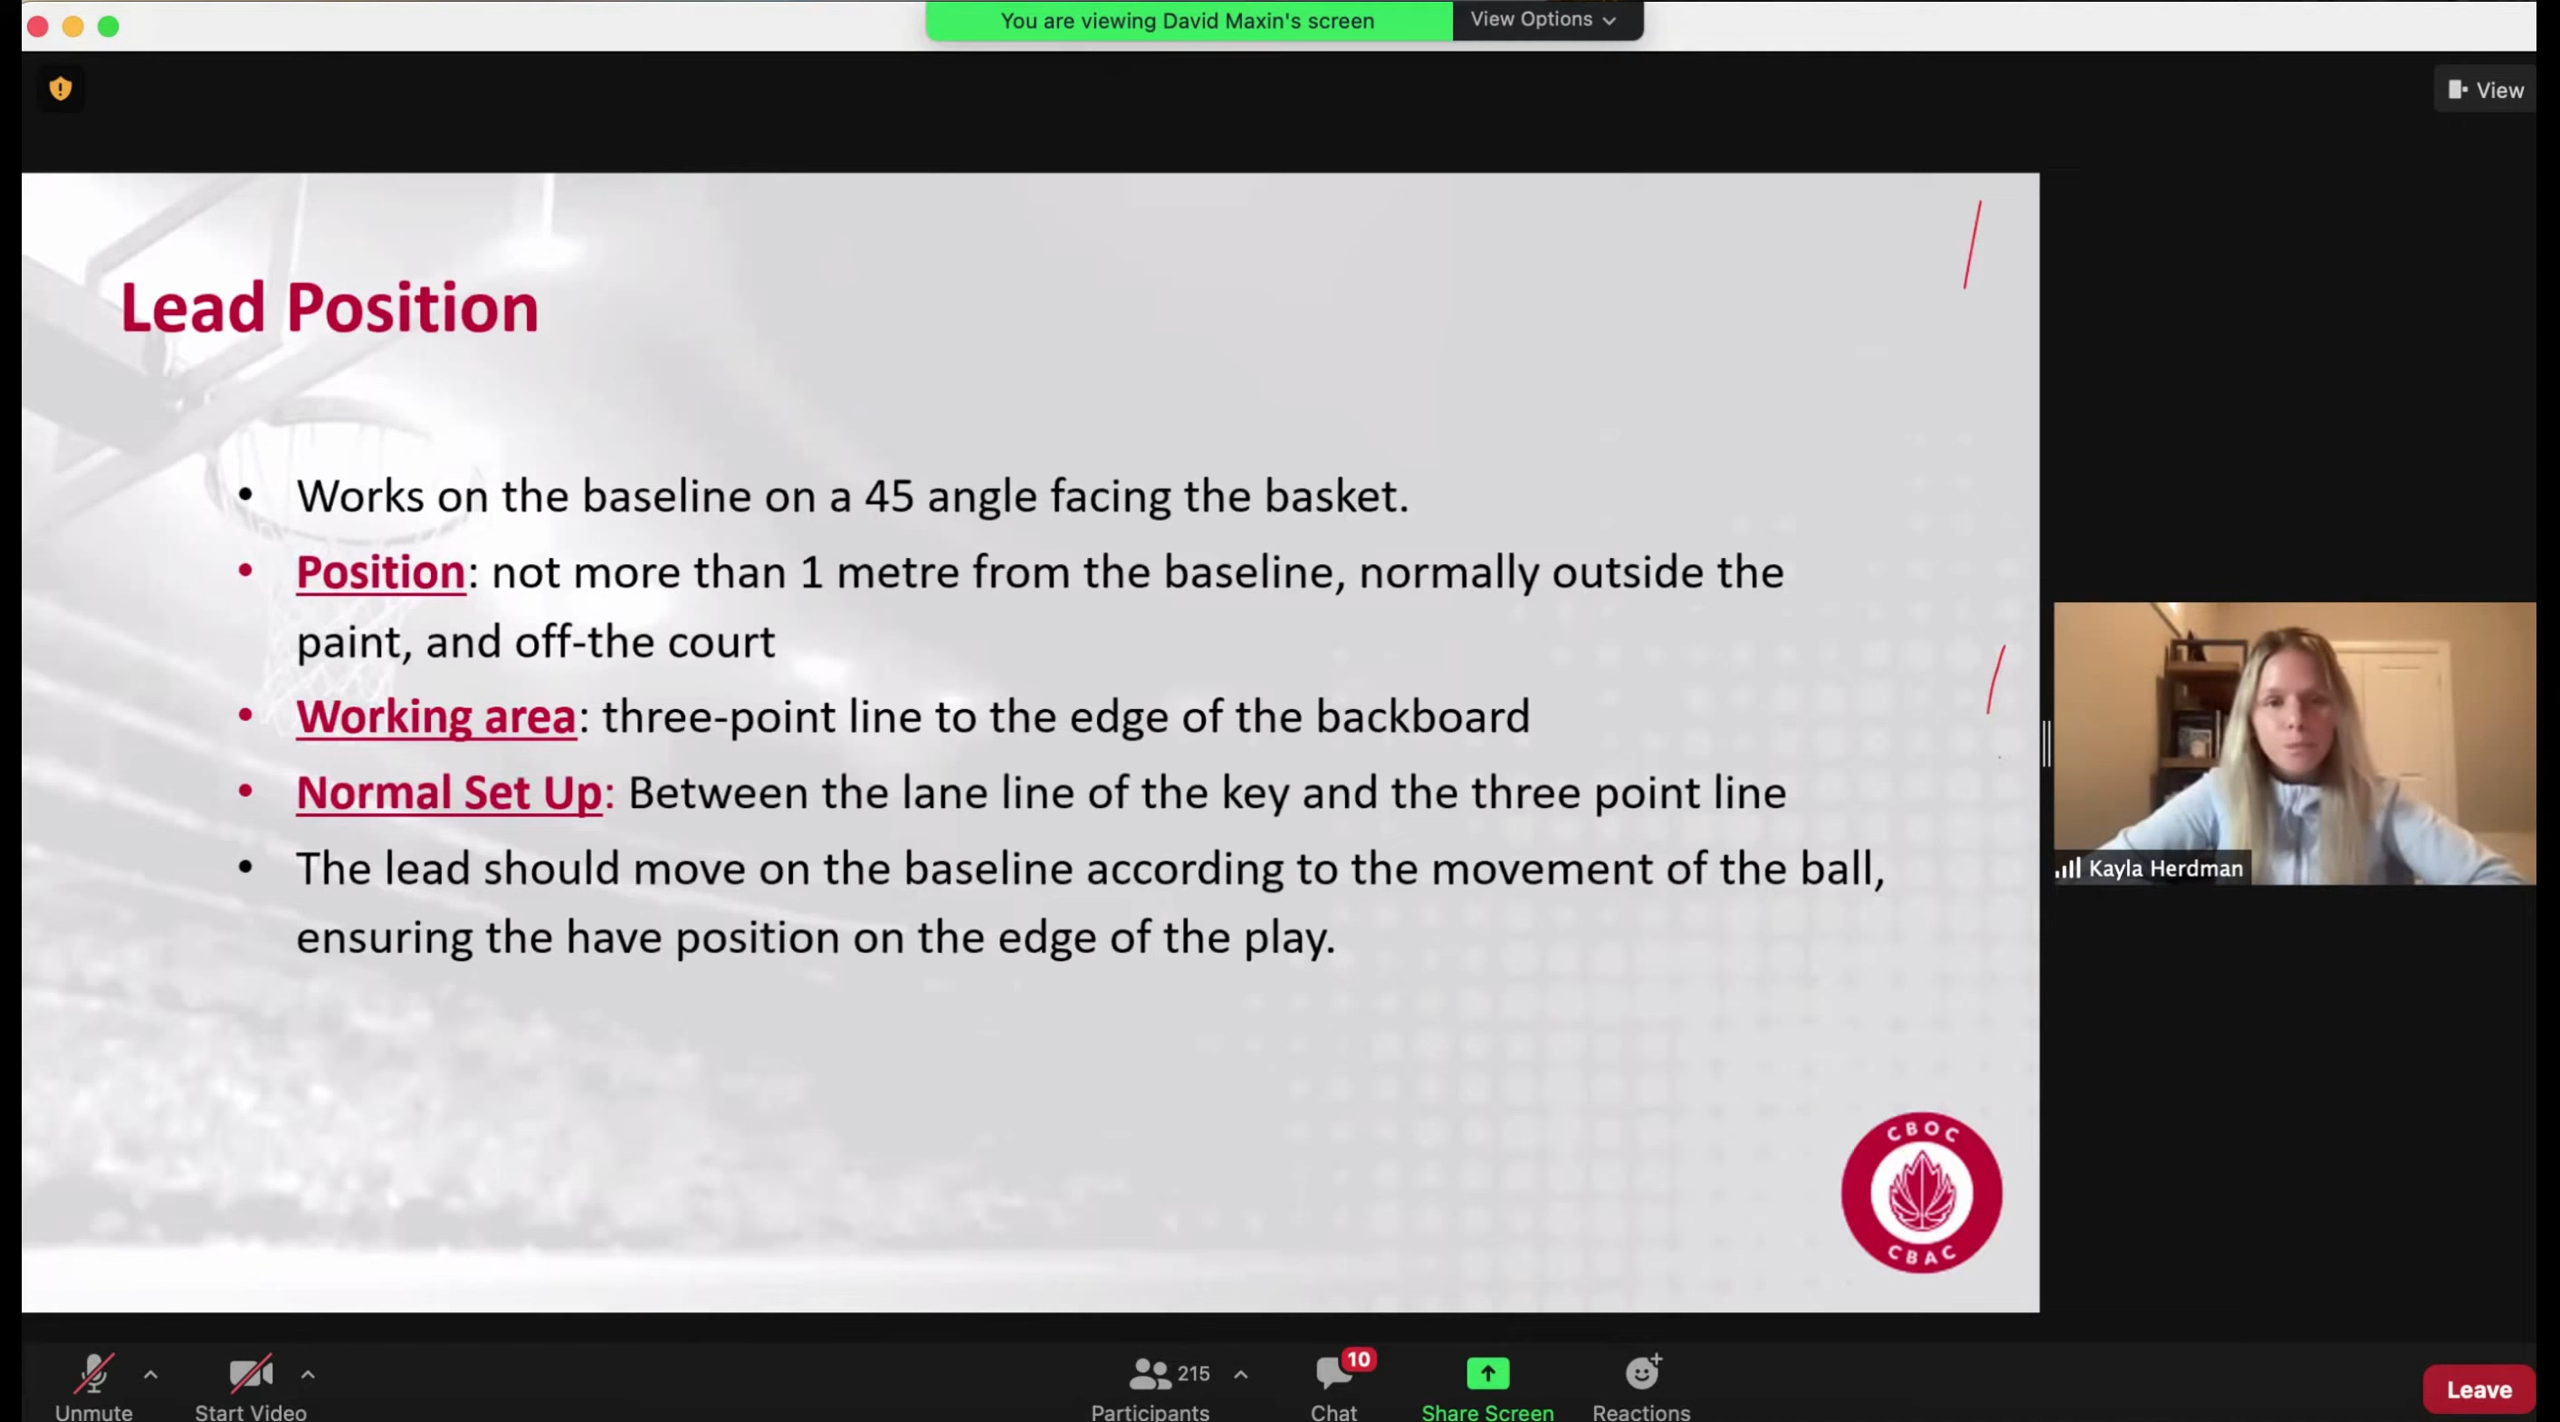 You are viewing David Maxin's screen
View Options
View
Lead Position
• Works on the baseline on a 45 angle facing the basket.
• Position: not more than 1 metre from the baseline, normally outside the
paint, and off-the court
• Working area: three-point line to the edge of the backboard
• Normal Set Up: Between the lane line of the key and the three point line
• The lead should move on the baseline according to the movement of the ball,
ensuring the have position on the edge of the play.
Kayla Herdman
CBOC
CBAC
215
10
Unmute
Start Video
Participants
Chat
Share Screen
Reactions
Leave